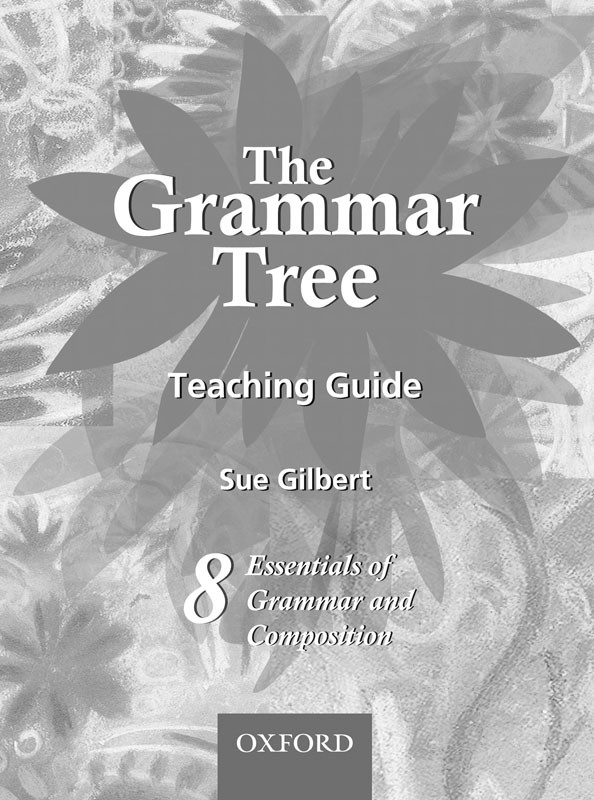 The
Grammar
Tree
Teaching Guide
Sue Gilbert
8
Essentials of
Grammar and
Composition
OXFORD